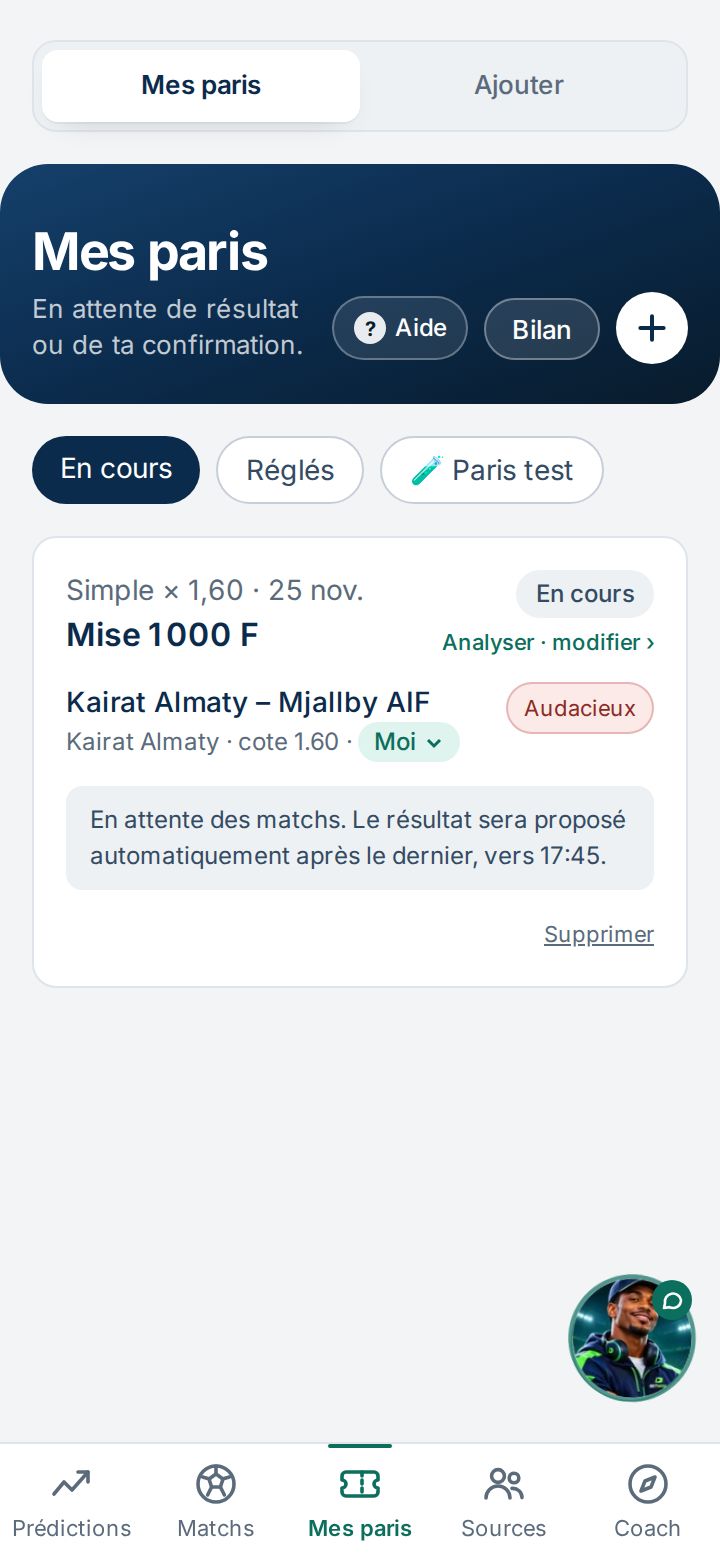 Mes paris
Ajouter
Mes paris
En attente de résultat
ou de ta confirmation.
? Aide
Bilan
En cours
Réglés
Paris test
Simple × 1,60 · 25 nov.
En cours
Mise 1 000 F
Analyser · modifier ›
Kairat Almaty – Mjallby AIF
Audacieux
Kairat Almaty · cote 1.60 · Moi
En attente des matchs. Le résultat sera proposé
automatiquement après le dernier, vers 17:45.
Supprimer
Prédictions
Matchs
Mes paris
Sources
Coach